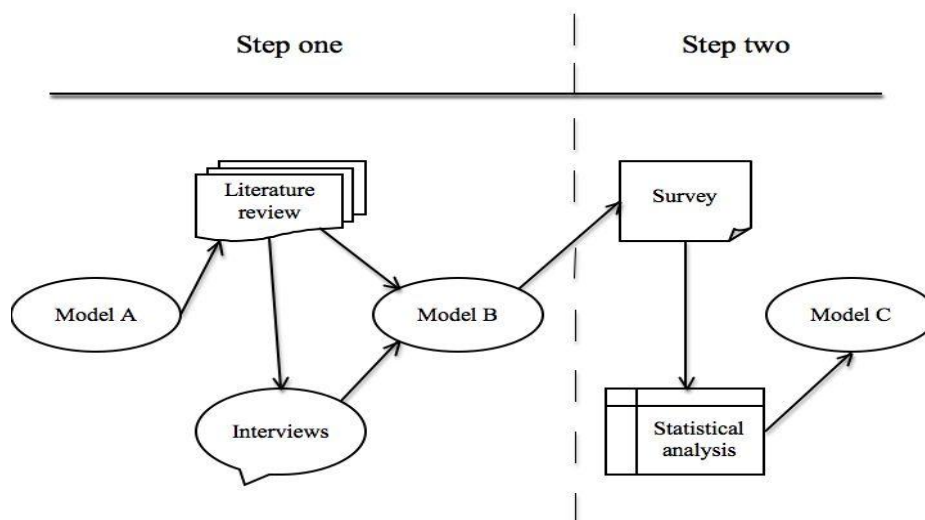 Step one
Step two
Literature
review
Survey
Model A
Model B
Model C
Interviews
Statistical
analysis